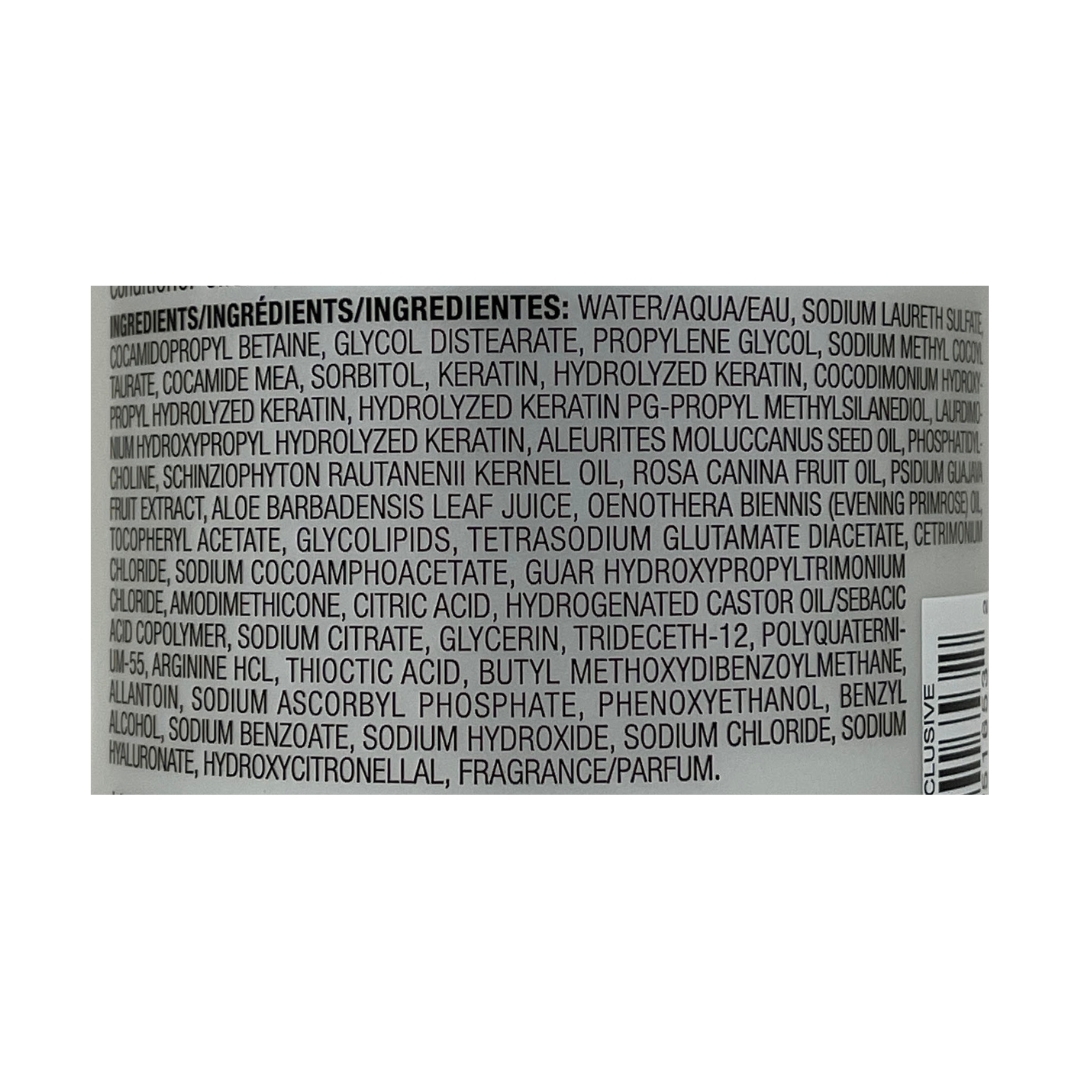 Conditioner
INGREDIENTS/INGRÉDIENTS/INGREDIENTES: WATER/AQUA/EAU, SODIUM LAURETH SULFATE,
COCAMIDOPROPYL BETAINE, GLYCOL DISTEARATE, PROPYLENE GLYCOL, SODIUM METHYL COCOYL
TAURATE, COCAMIDE MEA, SORBITOL, KERATIN, HYDROLYZED KERATIN, COCODIMONIUM HYDROXY-
PROPYL HYDROLYZED KERATIN, HYDROLYZED KERATIN PG-PROPYL METHYLSILANEDIOL, LAURDIMO-
NIUM HYDROXYPROPYL HYDROLYZED KERATIN, ALEURITES MOLUCCANUS SEED OIL, PHOSPHATIDYL-
CHOLINE, SCHINZIOPHYTON RAUTANENII KERNEL OIL, ROSA CANINA FRUIT OIL, PSIDIUM GUAJAVA
FRUIT EXTRACT, ALOE BARBADENSIS LEAF JUICE, OENOTHERA BIENNIS (EVENING PRIMROSE) OIL,
TOCOPHERYL ACETATE, GLYCOLIPIDS, TETRASODIUM GLUTAMATE DIACETATE, CETRIMONIUM
CHLORIDE, SODIUM COCOAMPHOACETATE, GUAR HYDROXYPROPYLTRIMONIUM
CHLORIDE, AMODIMETHICONE, CITRIC ACID, HYDROGENATED CASTOR OIL/SEBACIC
ACID COPOLYMER, SODIUM CITRATE, GLYCERIN, TRIDECETH-12, POLYQUATERNI-
UM-55, ARGININE HCL, THIOCTIC ACID, BUTYL METHOXYDIBENZOYLMETHANE,
ALLANTOIN, SODIUM ASCORBYL PHOSPHATE, PHENOXYETHANOL, BENZYL
ALCOHOL, SODIUM BENZOATE, SODIUM HYDROXIDE, SODIUM CHLORIDE, SODIUM
HYALURONATE, HYDROXYCITRONELLAL, FRAGRANCE/PARFUM.
CLUSIVE